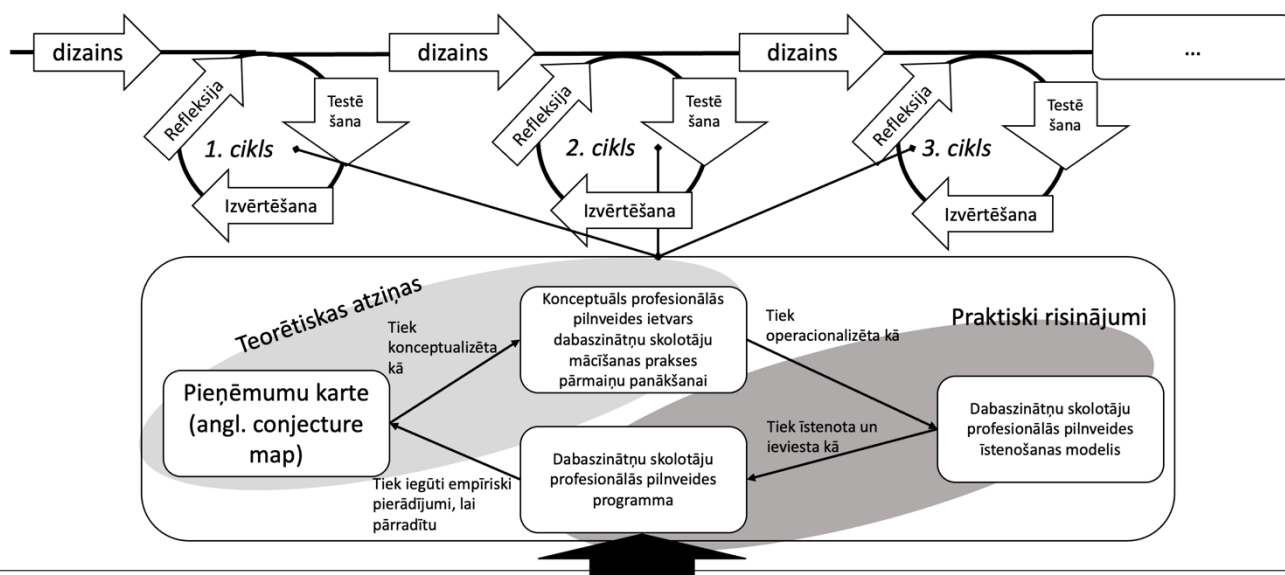 dizains
dizains
dizains
...
Refleksija
Testē
šana
1. cikls
Izvērtēšana
Refleksija
Testē
šana
2. cikls
Izvērtēšana
Refleksija
Testē
šana
3. cikls
Izvērtēšana
Teorētiskas atziņas
Praktiski risinājumi
Tiek
konceptualizēta
kā
Konceptuāls profesionālās
pilnveides ietvars
dabaszinātņu skolotāju
mācīšanas prakses
pārmaiņu panākšanai
Tiek
operacionalizēta kā
Pieņēmumu karte
(angl. conjecture
map)
Dabaszinātņu skolotāju
profesionālās pilnveides
īstenošanas modelis
Tiek īstenota un
ieviesta kā
Dabaszinātņu skolotāju
profesionālās pilnveides
programma
Tiek iegūti empīriski
pierādījumi, lai
pārradītu